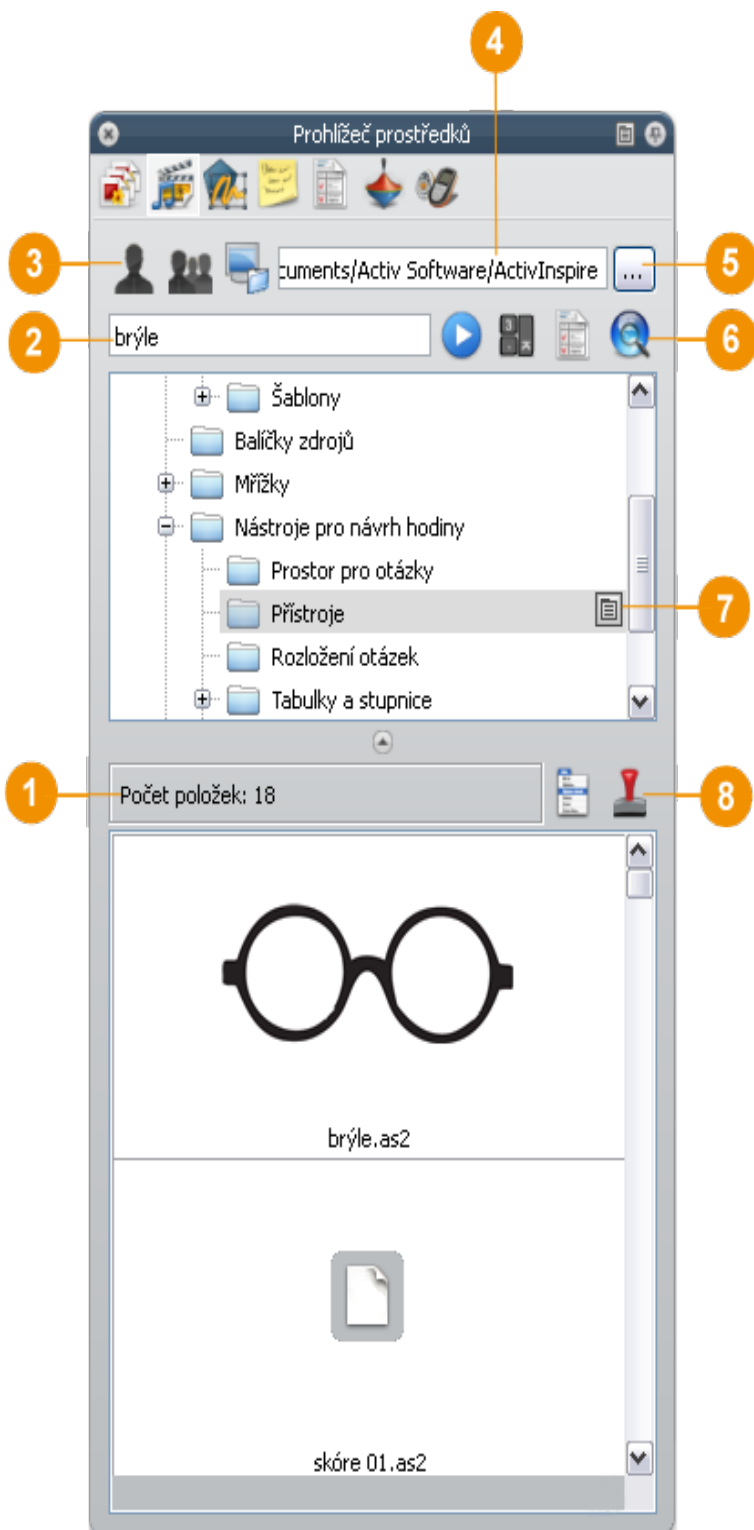 4
Prohlížeč prostředků
3
cuments/Activ Software/ActivInspire
...
5
2
brýle
6
Šablony
Balíčky zdrojů
Mřížky
Nástroje pro návrh hodiny
Prostor pro otázky
Přístroje
7
Rozložení otázek
Tabulky a stupnice
1
Počet položek: 18
8
brýle.as2
skóre 01.as2